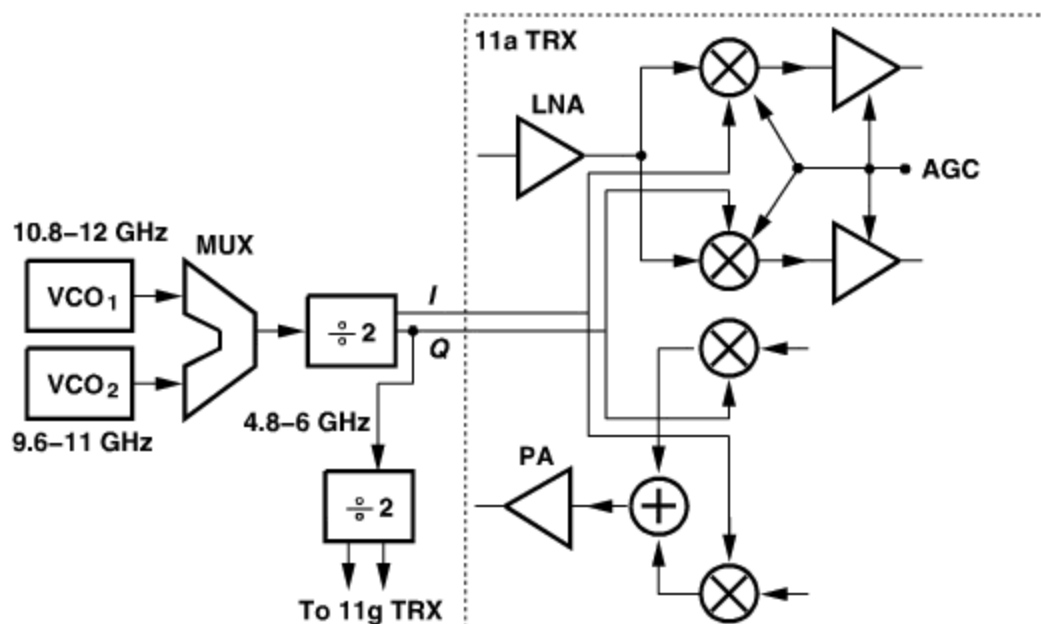 11a TRX
LNA
AGC
10.8–12 GHz
MUX
VCO1
I
÷ 2
Q
VCO2
4.8–6 GHz
9.6–11 GHz
PA
÷ 2
To 11g TRX